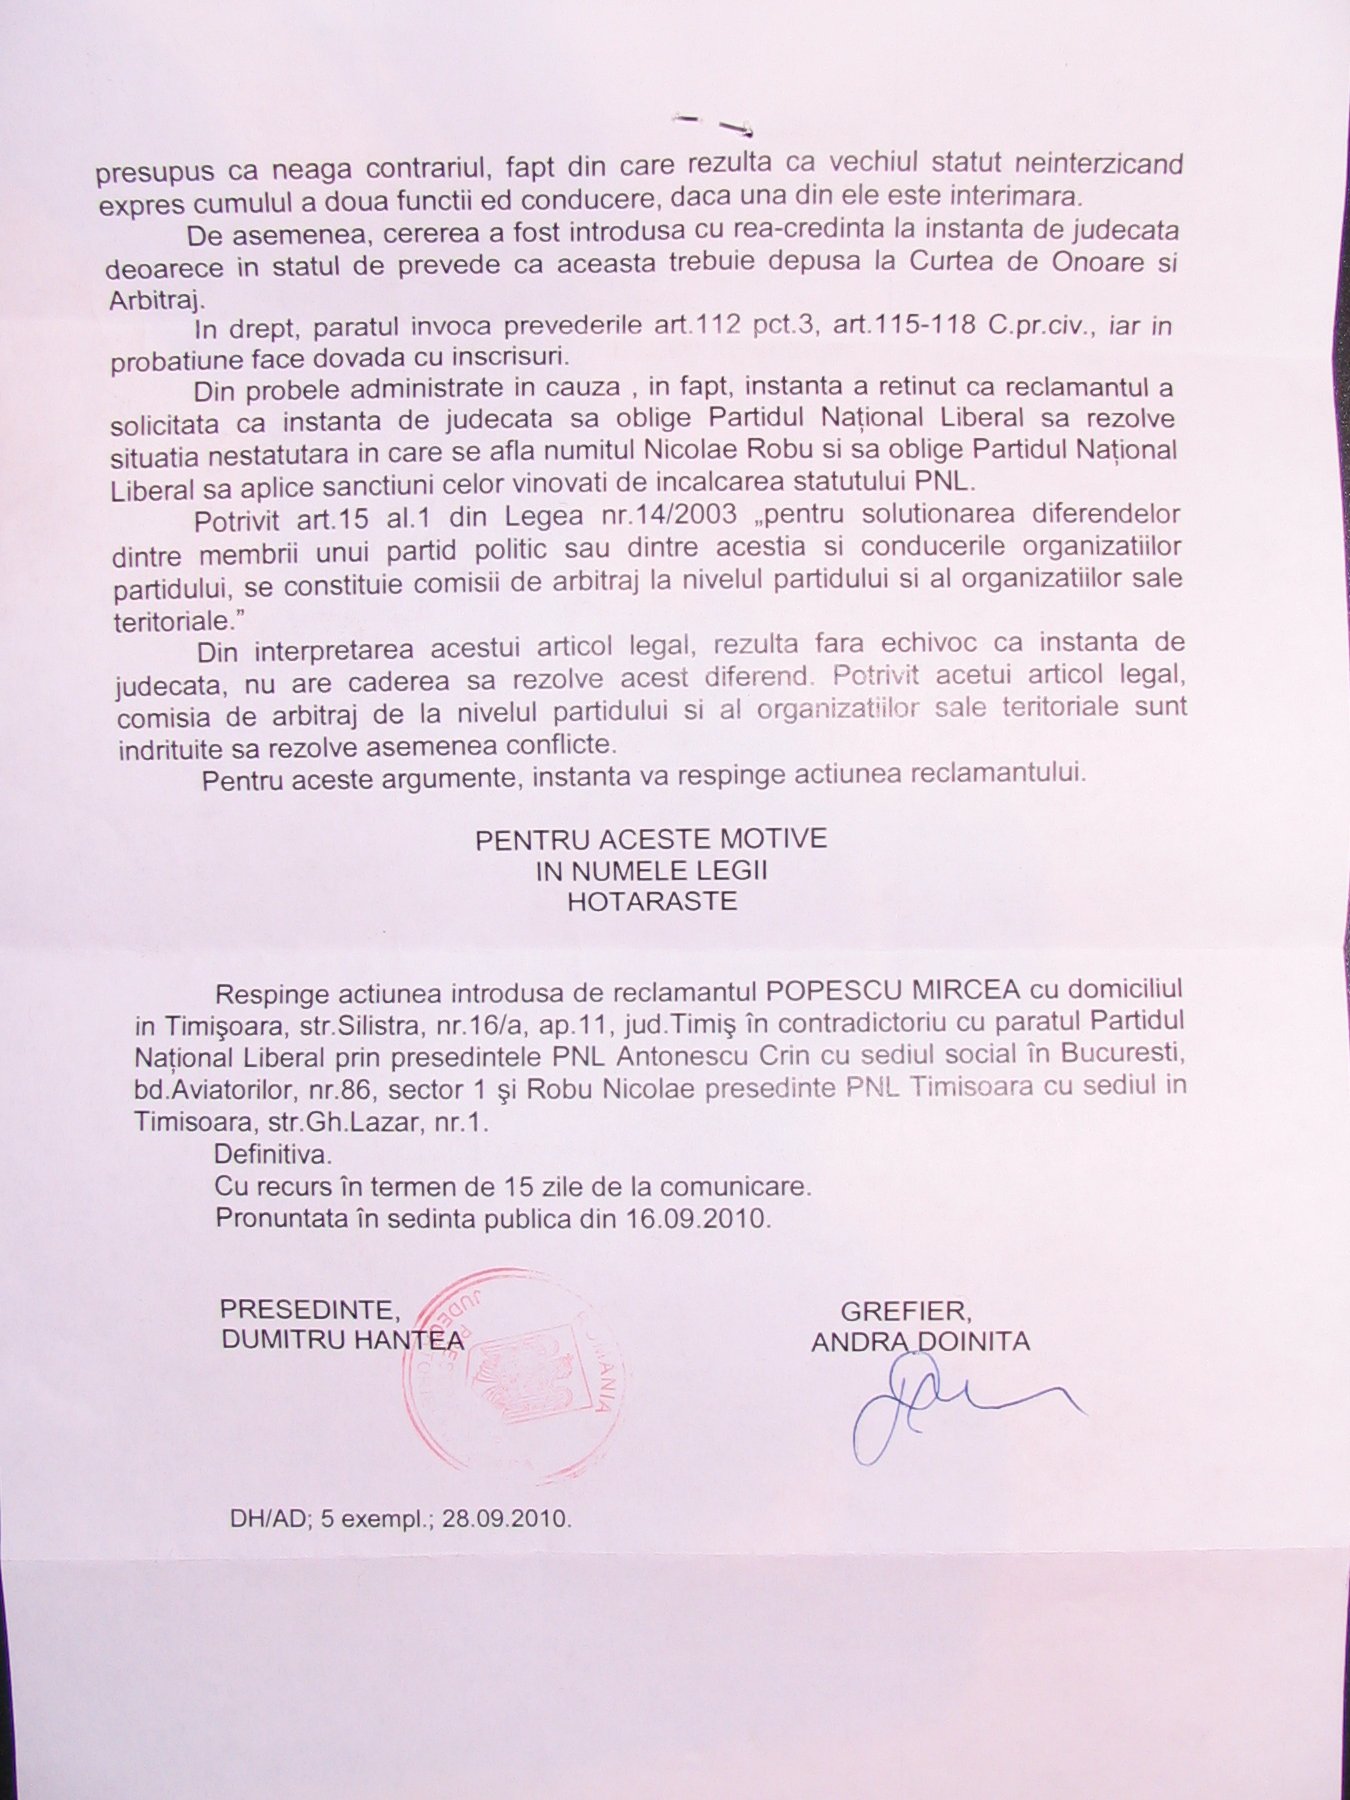 presupus ca neaga contrariul, fapt din care rezulta ca vechiul statut neinterzicand
expres cumulul a doua functii ed conducere, daca una din ele este interimara.
De asemenea, cererea a fost introdusa cu rea-credinta la instanta de judecata
deoarece in statul de prevede ca aceasta trebuie depusa la Curtea de Onoare si
Arbitraj.
In drept, paratul invoca prevederile art.112 pct.3, art.115-118 C.pr.civ., iar in
probatiune face dovada cu inscrisuri.
Din probele administrate in cauza , in fapt, instanta a retinut ca reclamantul a
solicitata ca instanta de judecata sa oblige Partidul Național Liberal sa rezolve
situatia nestatutara in care se afla numitul Nicolae Robu si sa oblige Partidul Național
Liberal sa aplice sanctiuni celor vinovati de incalcarea statutului PNL.
Potrivit art.15 al.1 din Legea nr.14/2003 „pentru solutionarea diferendelor
dintre membrii unui partid politic sau dintre acestia si conducerile organizatiilor
partidului, se constituie comisii de arbitraj la nivelul partidului si al organizatiilor sale
teritoriale.”
Din interpretarea acestui articol legal, rezulta fara echivoc ca instanta de
judecata, nu are caderea sa rezolve acest diferend. Potrivit acetui articol legal,
comisia de arbitraj de la nivelul partidului si al organizatiilor sale teritoriale sunt
indrituite sa rezolve asemenea conflicte.
Pentru aceste argumente, instanta va respinge actiunea reclamantului.
PENTRU ACESTE MOTIVE
IN NUMELE LEGII
HOTARASTE
Respinge actiunea introdusa de reclamantul POPESCU MIRCEA cu domiciliul
in Timişoara, str.Silistra, nr.16/a, ap.11, jud.Timiş în contradictoriu cu paratul Partidul
Național Liberal prin presedintele PNL Antonescu Crin cu sediul social în Bucuresti,
bd.Aviatorilor, nr.86, sector 1 şi Robu Nicolae presedinte PNL Timisoara cu sediul in
Timisoara, str.Gh.Lazar, nr.1.
Definitiva.
Cu recurs în termen de 15 zile de la comunicare.
Pronuntata în sedinta publica din 16.09.2010.
PRESEDINTE, GREFIER,
DUMITRU HANTEA ANDRA DOINITA
ROMANIA
DH/AD; 5 exempl.; 28.09.2010.